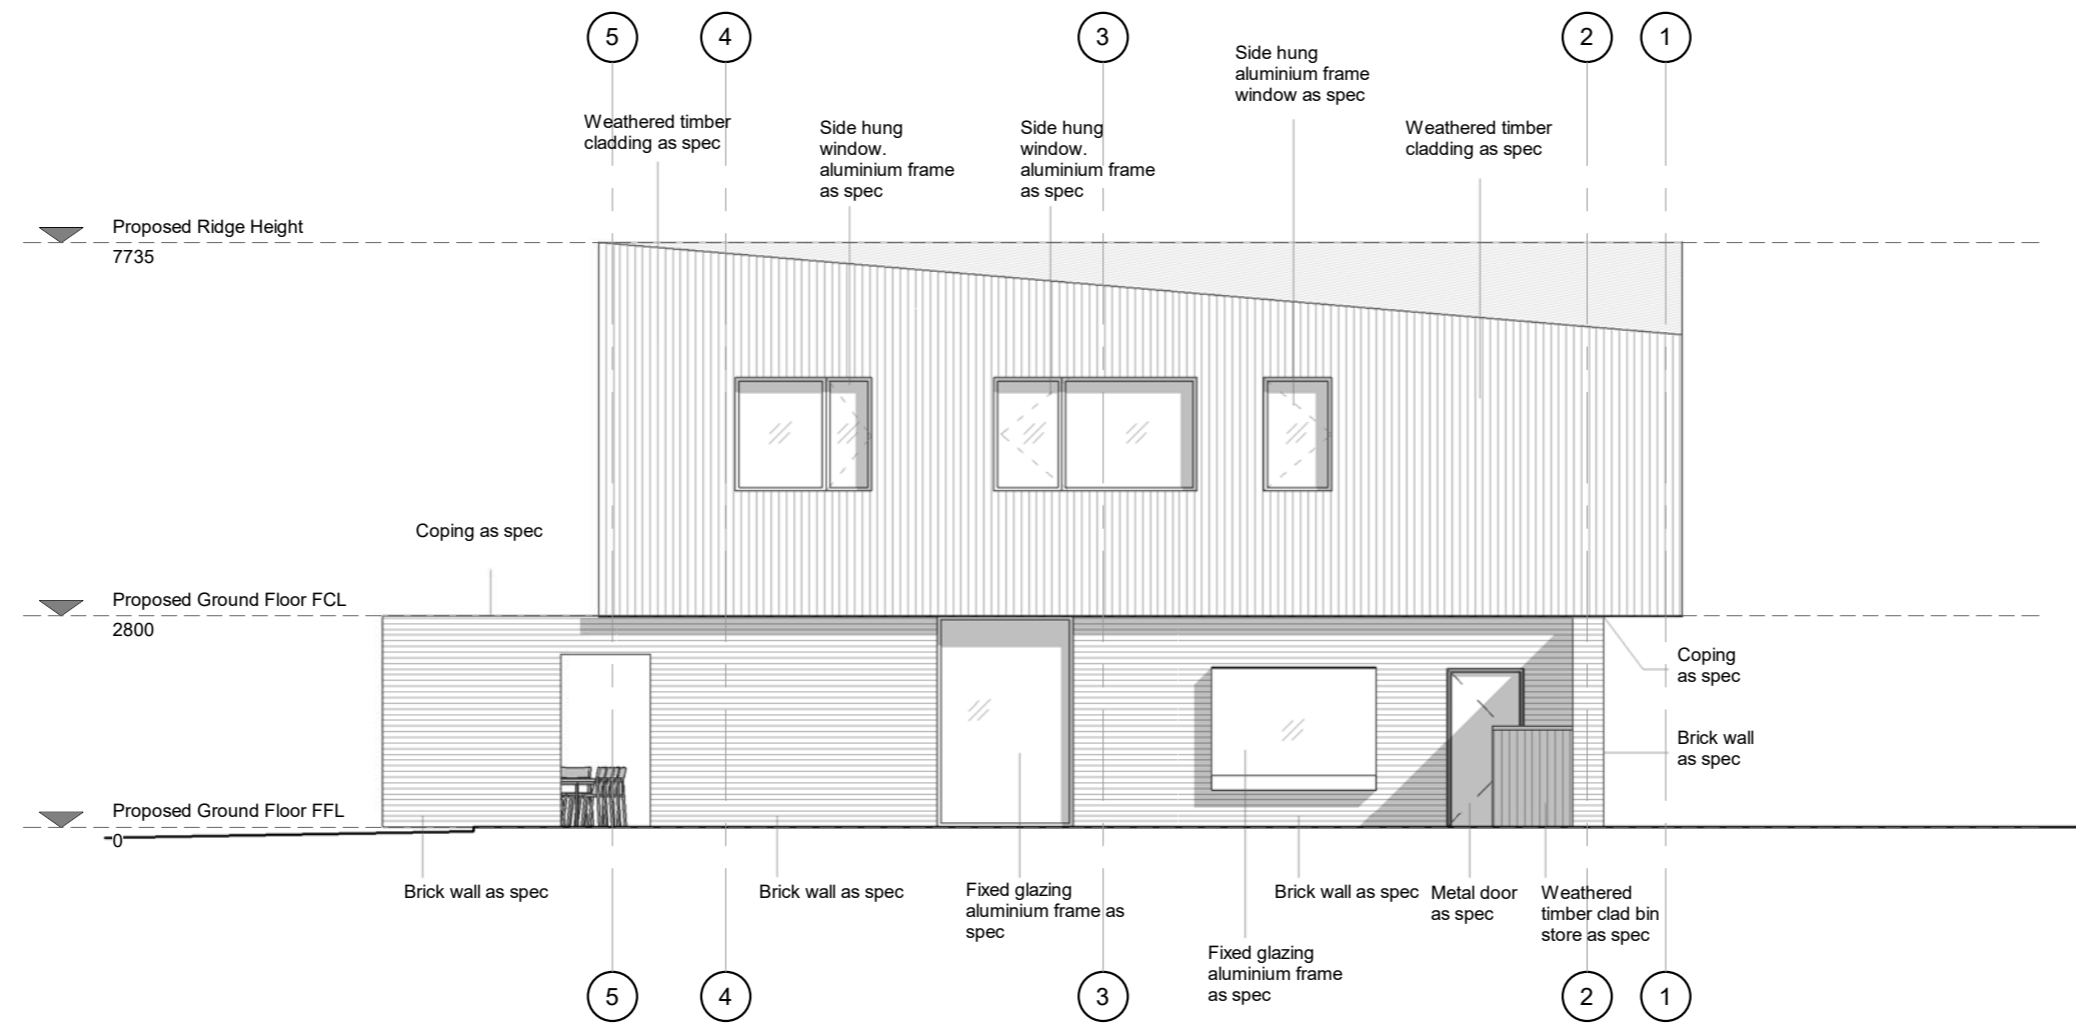 5
4
3
2
1
Side hung
aluminium frame
window as spec
Weathered timber
cladding as spec
Side hung
window.
aluminium frame
as spec
Side hung
window.
aluminium frame
as spec
Weathered timber
cladding as spec
Proposed Ridge Height
7735
Coping as spec
Proposed Ground Floor FCL
2800
Coping
as spec
Brick wall
as spec
Proposed Ground Floor FFL
0
Brick wall as spec
Brick wall as spec
Fixed glazing
aluminium frame as
spec
Fixed glazing
aluminium frame
as spec
Brick wall as spec
Metal door
as spec
Weathered
timber clad bin
store as spec
5
4
3
2
1